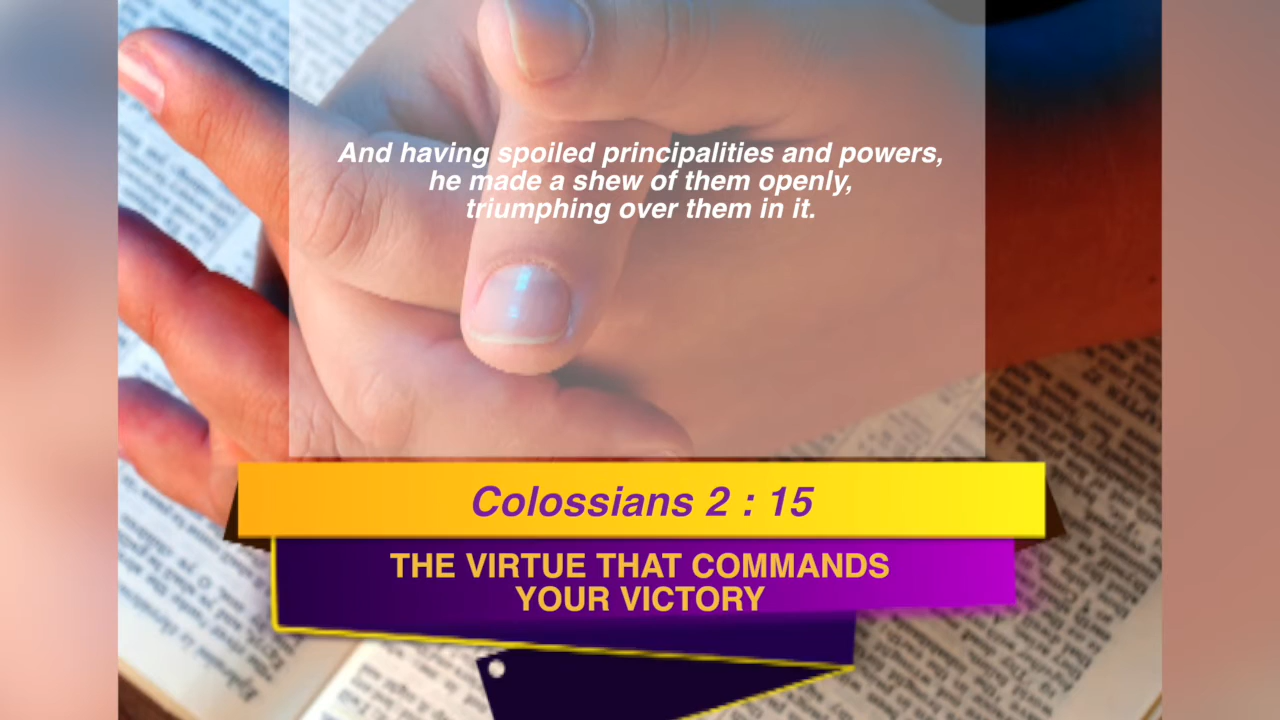 And having spoiled principalities and powers,
he made a shew of them openly,
triumphing over them in it.
Colossians 2 : 15
THE VIRTUE THAT COMMANDS
YOUR VICTORY